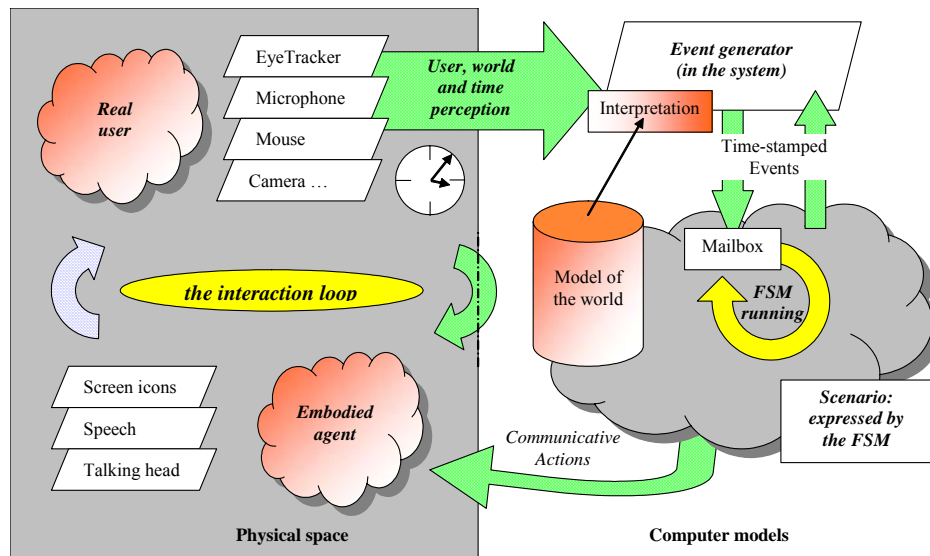 EyeTracker
Microphone
Mouse
Camera …
Real
user
User, world
and time
perception
Event generator
(in the system)
Interpretation
Time-stamped
Events
Mailbox
FSM
running
Model of
the world
the interaction loop
Screen icons
Speech
Talking head
Embodied
agent
Communicative
Actions
Scenario:
expressed by
the FSM
Physical space
Computer models